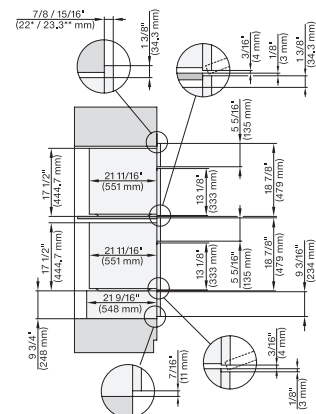 7/8 / 15/16"
(22* / 23.3** mm)
1 3/8"
(34.3 mm)
3/16"
(4 mm)
1/8"
(3 mm)
1 3/8"
(34.3 mm)
5 5/16"
(135 mm)
17 1/2"
(444.7 mm)
21 11/16"
(551 mm)
13 1/8"
(333 mm)
18 7/8"
(479 mm)
17 1/2"
(444,7 mm)
21 11/16"
(551 mm)
13 1/8"
(333 mm)
5 5/16"
(135 mm)
18 7/8"
(479 mm)
9 3/16"
(234 mm)
21 9/16"
(548 mm)
9 3/4"
(248 mm)
7/16"
(11 mm)
3/16"
(4 mm)
1/8"
(3 mm)